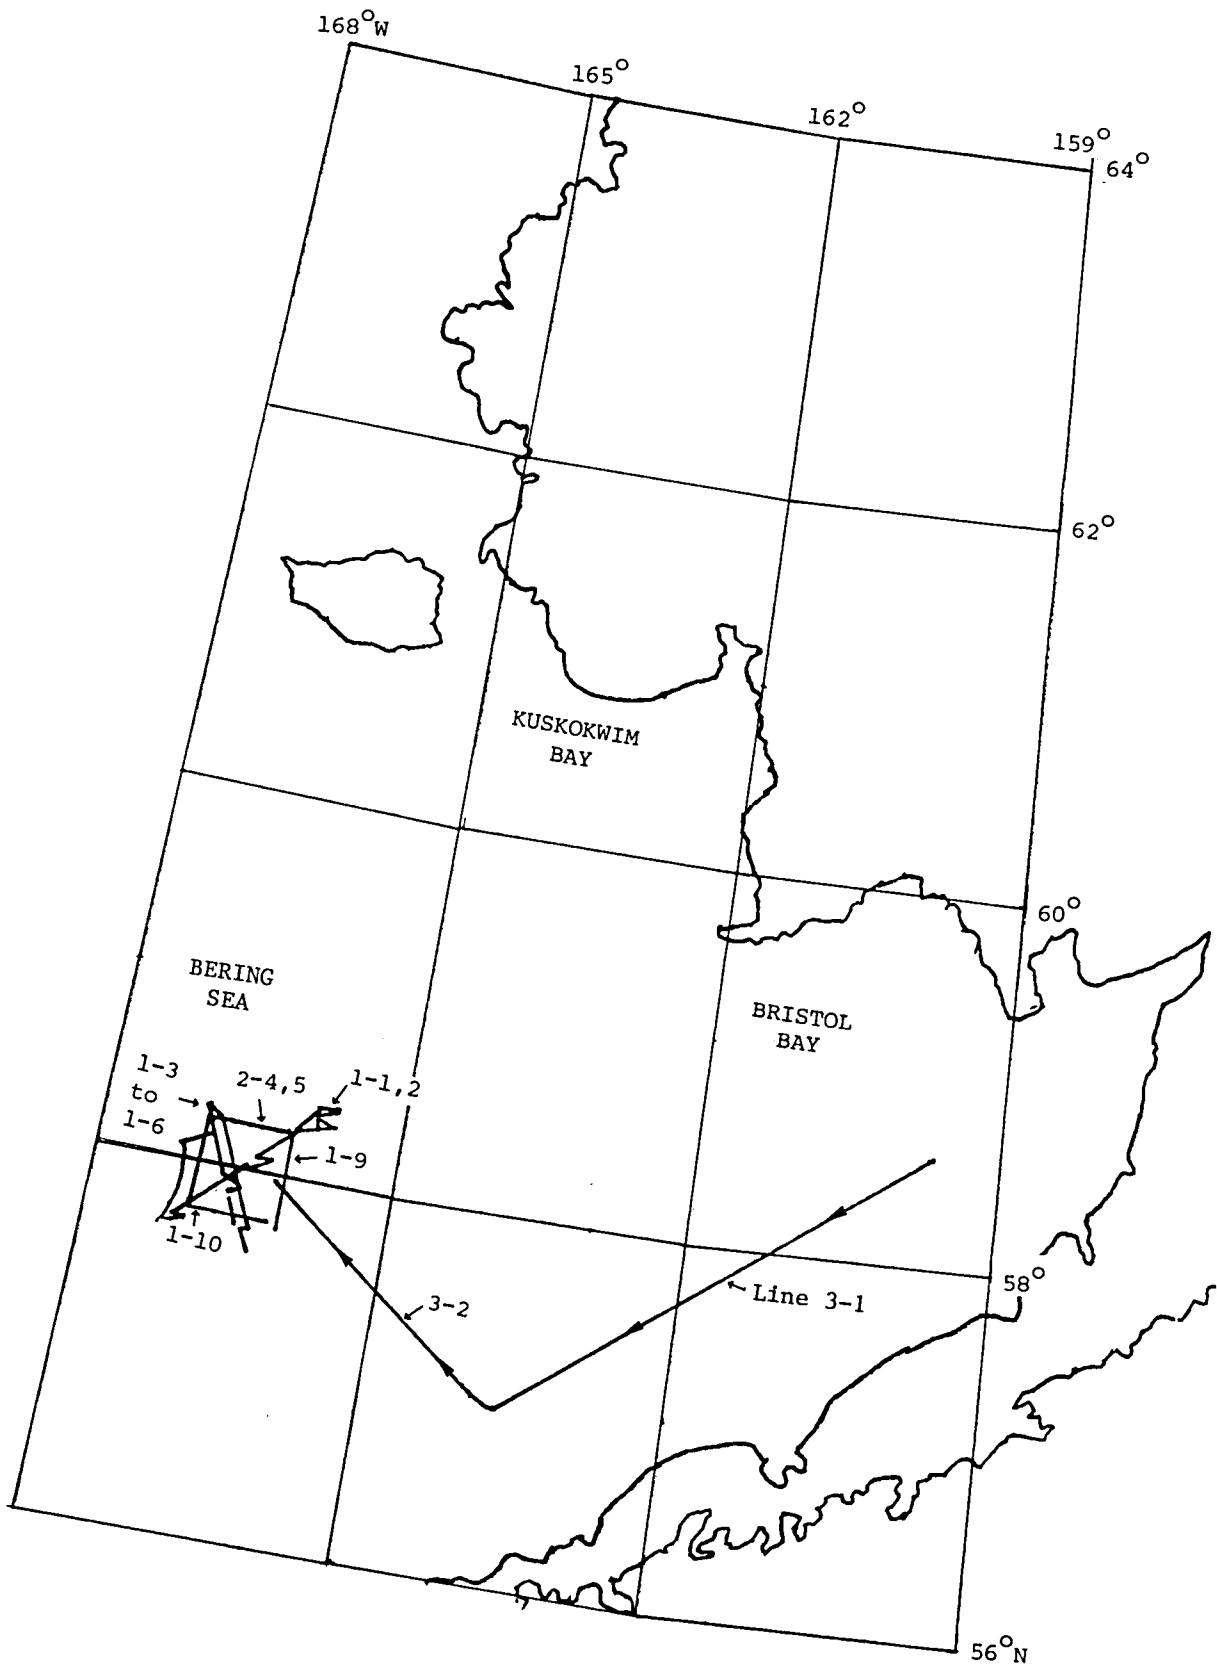 168°W
165°
162°
159°
64°
62°
KUSKOKWIM
BAY
60°
BERING
SEA
BRISTOL
BAY
1-3
to
1-6
2-4,5
1-1,2
1-9
1-10
58°
Line 3-1
3-2
56°N